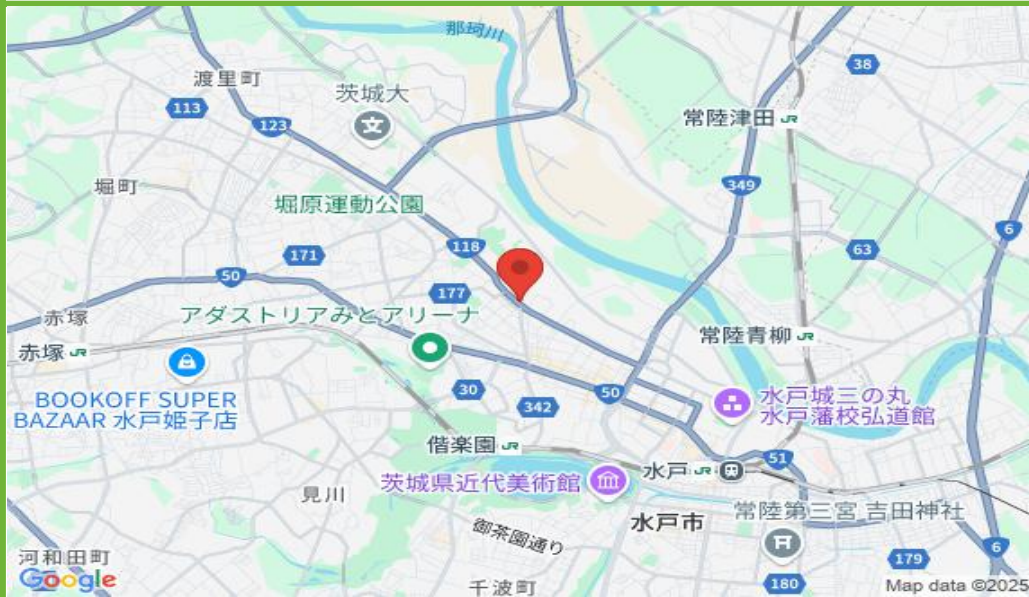 那珂川
38
渡里町
茨城大
常陸津田 JR
113
123
堀町
349
堀原運動公園
6
118
63
171
50
177
赤塚
アダストリアみとアリーナ
常陸青柳 JR
赤塚 JR
BOOKOFF SUPER
BAZAAR 水戸姫子店
30
342
50
水戸城三の丸
水戸藩校弘道館
偕楽園 JR
51
水戸 JR
茨城県近代美術館
見川
水戸市
常陸第三宮 吉田神社
御茶園通り
河和田町
6
179
Google
千波町
180
Map data ©2025